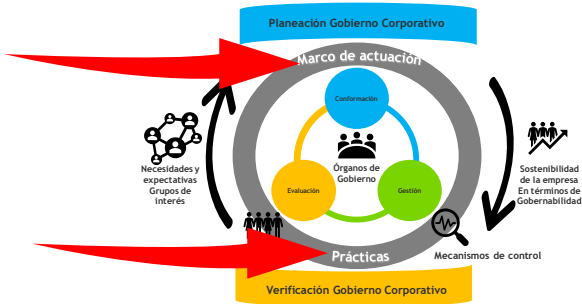 Planeación Gobierno Corporativo
Marco de actuación
Conformación
Órganos de
Gobierno
Evaluación
Gestión
Necesidades y
expectativas
Grupos de
interés
Sostenibilidad
de la empresa
En términos de
Gobernabilidad
Prácticas
Mecanismos de control
Verificación Gobierno Corporativo